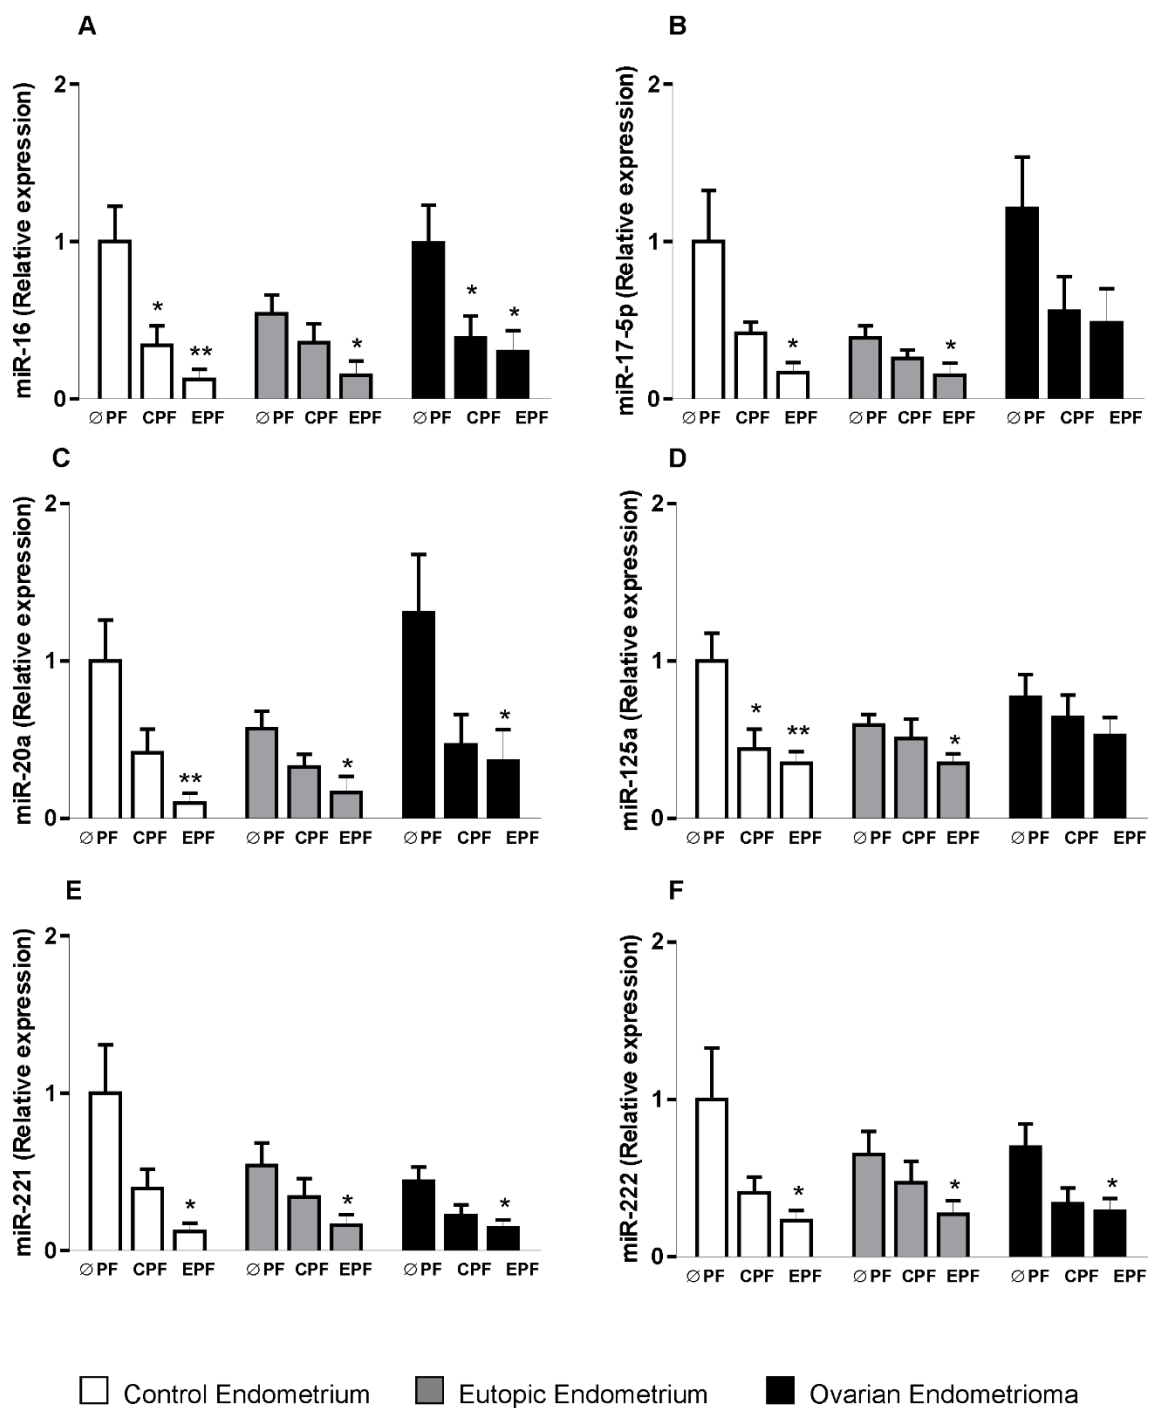 A
miR-16 (Relative expression)
2
1
0
*
**
*
*
*
∅ PF CPF EPF ∅ PF CPF EPF ∅ PF CPF EPF
B
miR-17-5p (Relative expression)
2
1
0
*
*
∅ PF CPF EPF ∅ PF CPF EPF ∅ PF CPF EPF
C
miR-20a (Relative expression)
2
1
0
**
*
*
∅ PF CPF EPF ∅ PF CPF EPF ∅ PF CPF EPF
D
miR-125a (Relative expression)
2
1
0
*
**
*
∅ PF CPF EPF ∅ PF CPF EPF ∅ PF CPF EPF
E
miR-221 (Relative expression)
2
1
0
*
*
*
∅ PF CPF EPF ∅ PF CPF EPF ∅ PF CPF EPF
F
miR-222 (Relative expression)
2
1
0
*
*
*
∅ PF CPF EPF ∅ PF CPF EPF ∅ PF CPF EPF
Control Endometrium Eutopic Endometrium Ovarian Endometrioma